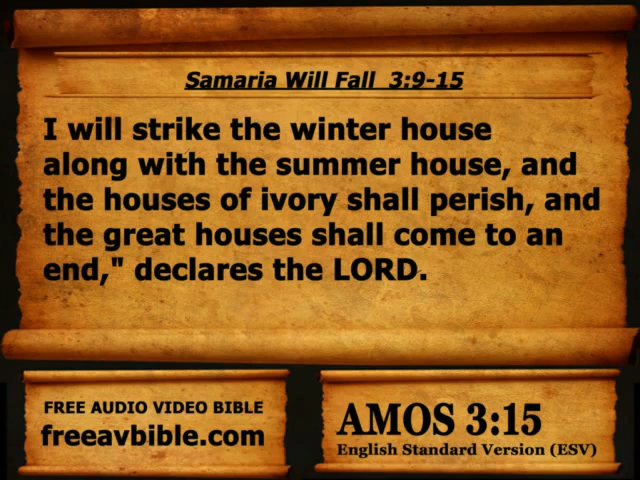 Samaria Will Fall 3:9-15
I will strike the winter house
along with the summer house, and
the houses of ivory shall perish, and
the great houses shall come to an
end," declares the LORD.
FREE AUDIO VIDEO BIBLE
freeavbible.com
AMOS 3:15
English Standard Version (ESV)